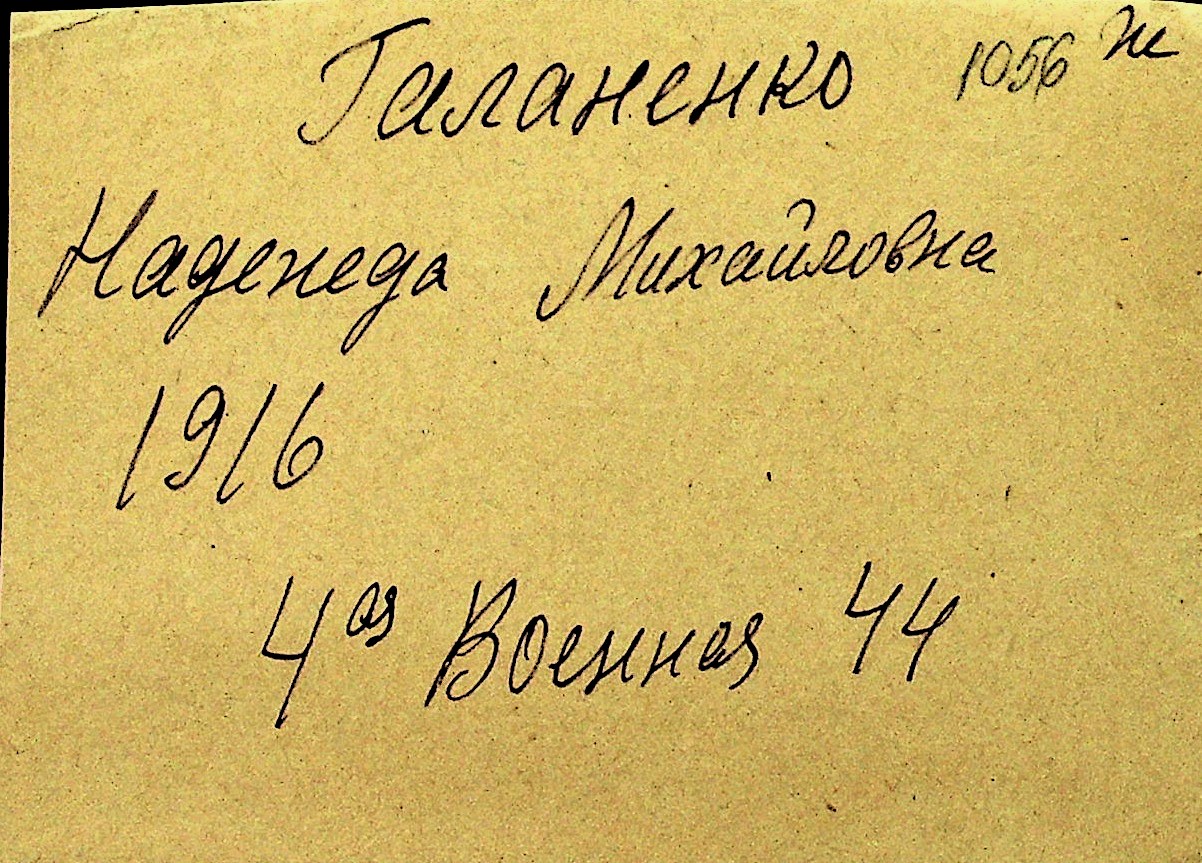 Галаненко 1056 Ж
Надежда Михайловна
1916
4ая Военная 44